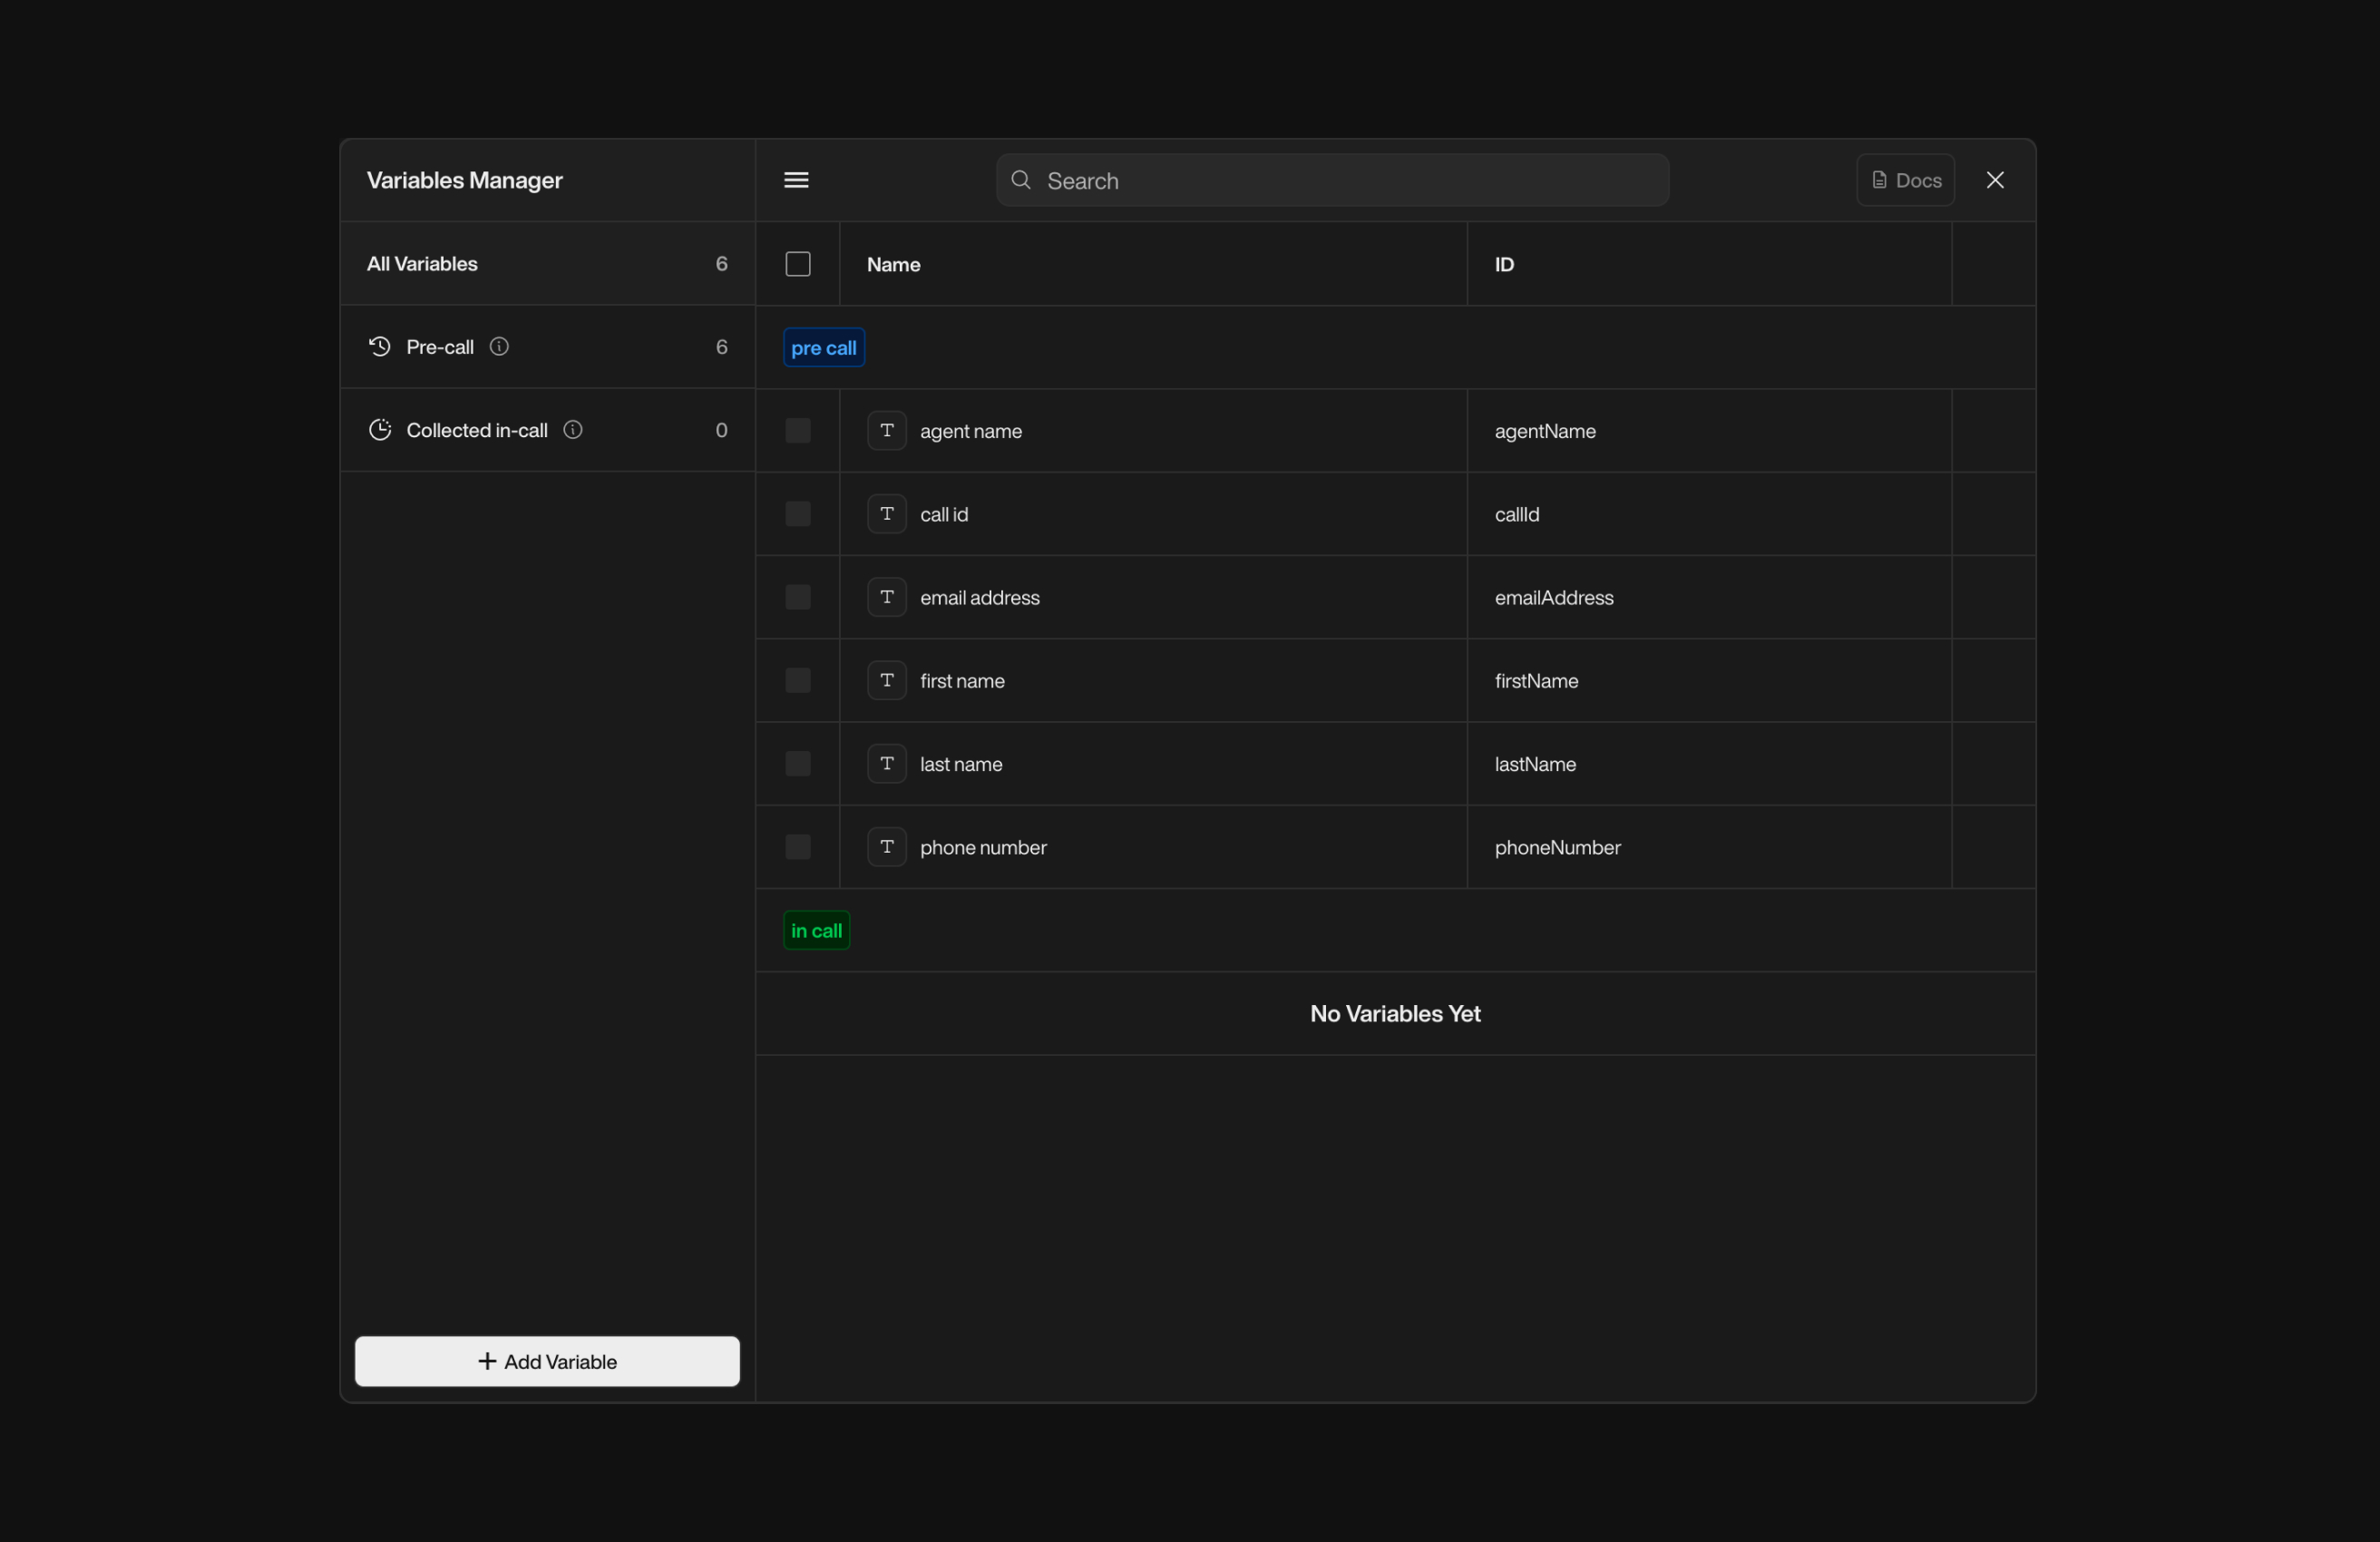 Variables Manager
Search
Docs
All Variables 6
Pre-call 6
Collected in-call 0
Add Variable
Name ID
pre call
T agent name agentName
T call id callId
T email address emailAddress
T first name firstName
T last name lastName
T phone number phoneNumber
in call
No Variables Yet